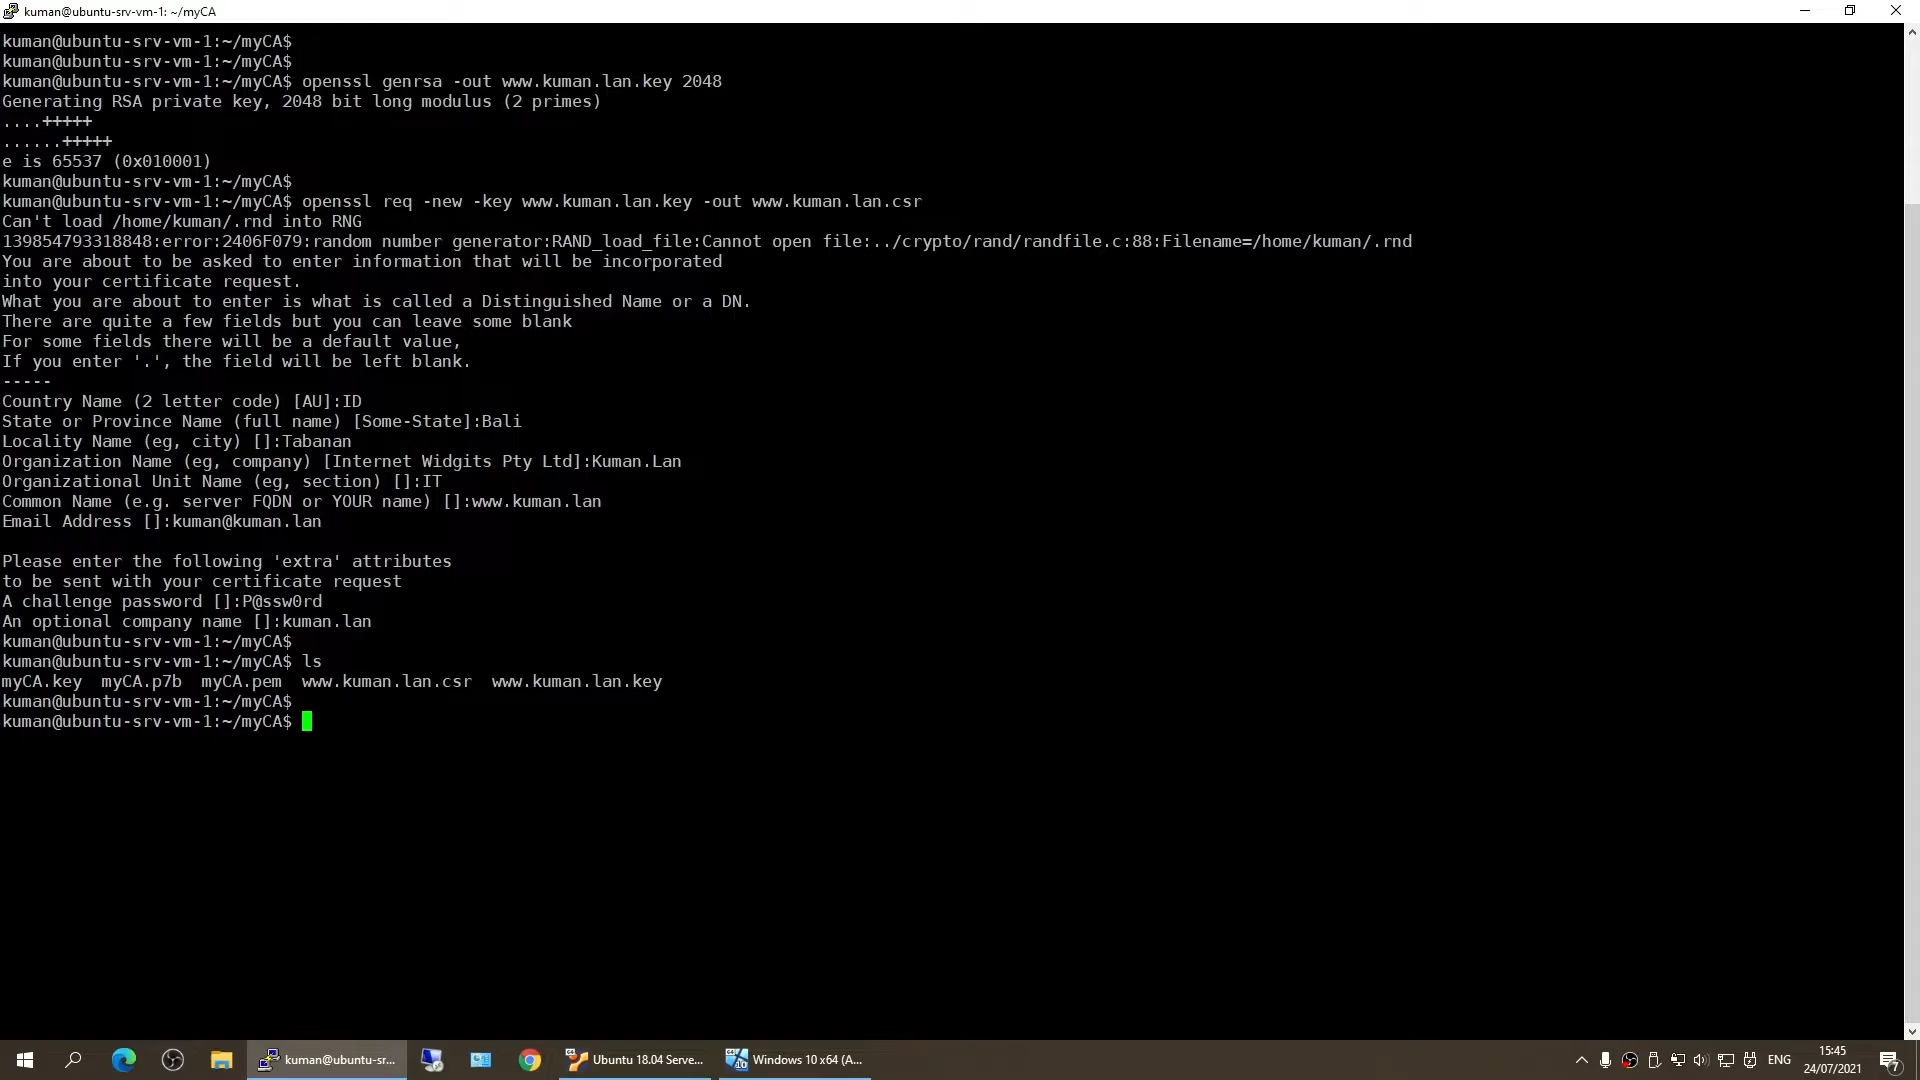 kuman@ubuntu-srv-vm-1: ~/myCA
kuman@ubuntu-srv-vm-1:~/myCA$
kuman@ubuntu-srv-vm-1:~/myCA$
kuman@ubuntu-srv-vm-1:~/myCA$ openssl genrsa -out www.kuman.lan.key 2048
Generating RSA private key, 2048 bit long modulus (2 primes)
....+++++
......+++++
e is 65537 (0x010001)
kuman@ubuntu-srv-vm-1:~/myCA$
kuman@ubuntu-srv-vm-1:~/myCA$ openssl req -new -key www.kuman.lan.key -out www.kuman.lan.csr
Can't load /home/kuman/.rnd into RNG
139854793318848:error:2406F079:random number generator:RAND_load_file:Cannot open file:../crypto/rand/randfile.c:88:Filename=/home/kuman/.rnd
You are about to be asked to enter information that will be incorporated
into your certificate request.
What you are about to enter is what is called a Distinguished Name or a DN.
There are quite a few fields but you can leave some blank
For some fields there will be a default value,
If you enter '.', the field will be left blank.
-----
Country Name (2 letter code) [AU]:ID
State or Province Name (full name) [Some-State]:Bali
Locality Name (eg, city) []:Tabanan
Organization Name (eg, company) [Internet Widgits Pty Ltd]:Kuman.Lan
Organizational Unit Name (eg, section) []:IT
Common Name (e.g. server FQDN or YOUR name) []:www.kuman.lan
Email Address []:kuman@kuman.lan
Please enter the following 'extra' attributes
to be sent with your certificate request
A challenge password []:P@ssw0rd
An optional company name []:kuman.lan
kuman@ubuntu-srv-vm-1:~/myCA$
kuman@ubuntu-srv-vm-1:~/myCA$ ls
myCA.key  myCA.p7b  myCA.pem  www.kuman.lan.csr  www.kuman.lan.key
kuman@ubuntu-srv-vm-1:~/myCA$
kuman@ubuntu-srv-vm-1:~/myCA$
kuman@ubuntu-sr...
Ubuntu 18.04 Serve...
Windows 10 x64 (A...
ENG
15:45
24/07/2021
7